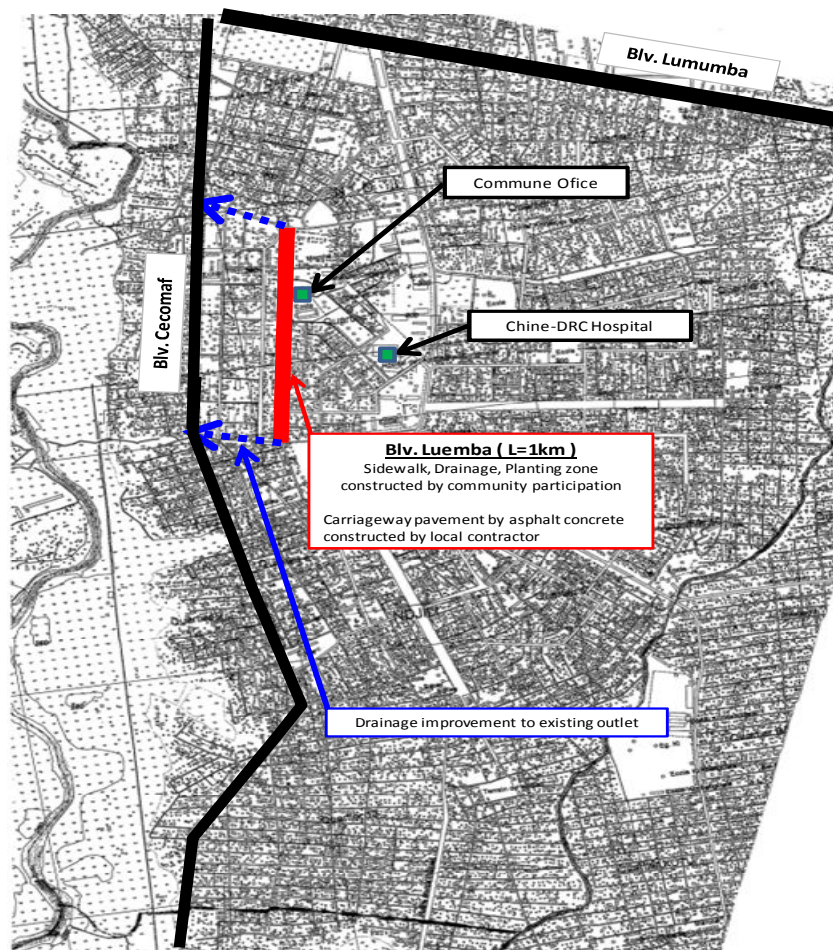 Blv. Lumumba
Commune Ofice
Blv. Cecomaf
Chine-DRC Hospital
Blv. Luemba ( L=1km )
Sidewalk, Drainage, Planting zone
constructed by community participation
Carriageway pavement by asphalt concrete
constructed by local contractor
Drainage improvement to existing outlet